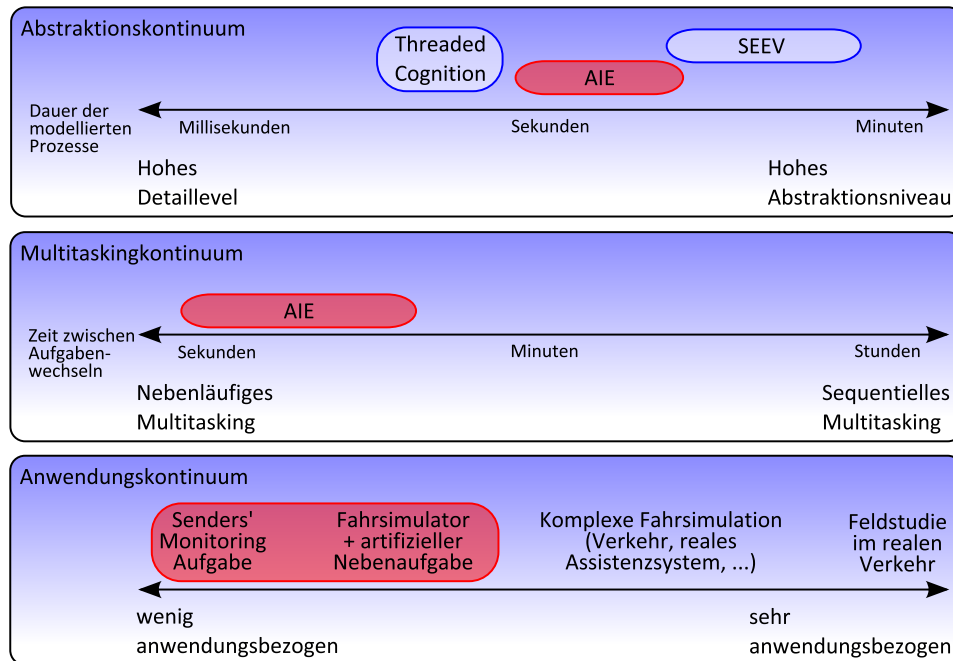 Abstraktionskontinuum
Threaded
Cognition
AIE
SEEV
Dauer der
modellierten
Prozesse
Millisekunden
Sekunden
Minuten
Hohes
Detaillevel
Hohes
Abstraktionsniveau
Multitaskingkontinuum
AIE
Zeit zwischen
Aufgaben-
wechseln
Sekunden
Minuten
Stunden
Nebenläufiges
Multitasking
Sequentielles
Multitasking
Anwendungskontinuum
Senders'
Monitoring
Aufgabe
Fahrsimulator
+ artifizieller
Nebenaufgabe
Komplexe Fahrsimulation
(Verkehr, reales
Assistenzsystem, ...)
Feldstudie
im realen
Verkehr
wenig
anwendungsbezogen
sehr
anwendungsbezogen